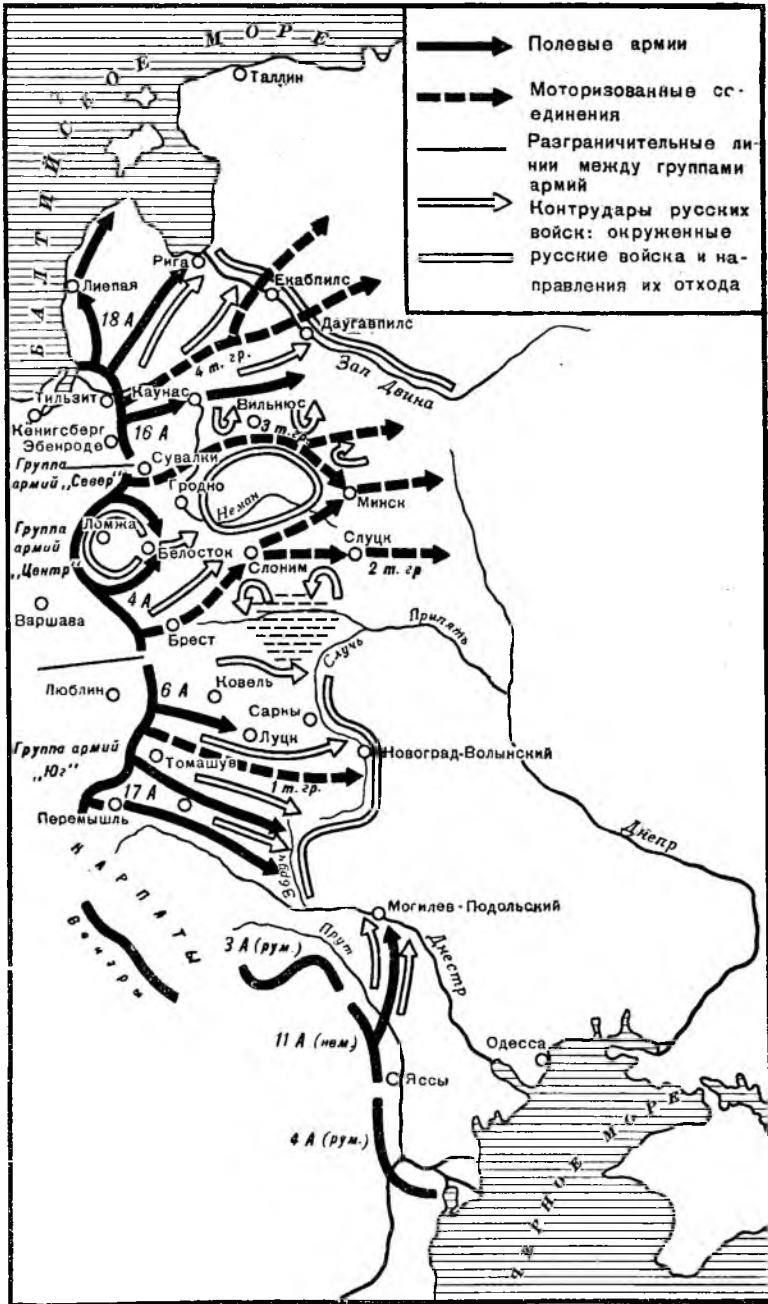 БАЛТИЙСКОЕ МОРЕ
Таллин
Полевые армии
Моторизованные со-
единения
Разграничительные ли-
нии между группами
армий
Контрудары русских
войск: окруженные
русские войска и на-
правления их отхода
Рига
Екабпилс
Лиепая
18 А
Даугавпилс
4 т. гр.
Зап Двина
Тильзит
Каунас
Вильнюс
Кенигсберг
16 А
3 т. гр.
Эбенроде
Сувалки
Группа
армий „Север"
Гродно
Неман
Минск
Группа
армий
„Центр"
Ломжа
Белосток
Слоним
Слуцк
2 т. гр
4 А
Варшава
Брест
Припять
Случь
Люблин
6 А
Ковель
Сарны
Луцк
Новоград-Волынский
Группа армий
„Юг"
Томашув
1 т. гр.
17 А
Перемышль
Збруч
Днепр
КАРПАТЫ
Венгры
Могилев-Подольский
3 А (рум.)
Прут
Днестр
11 А (нем.)
Одесса
Яссы
4 А (рум.)
ЧЕРНОЕ МОРЕ